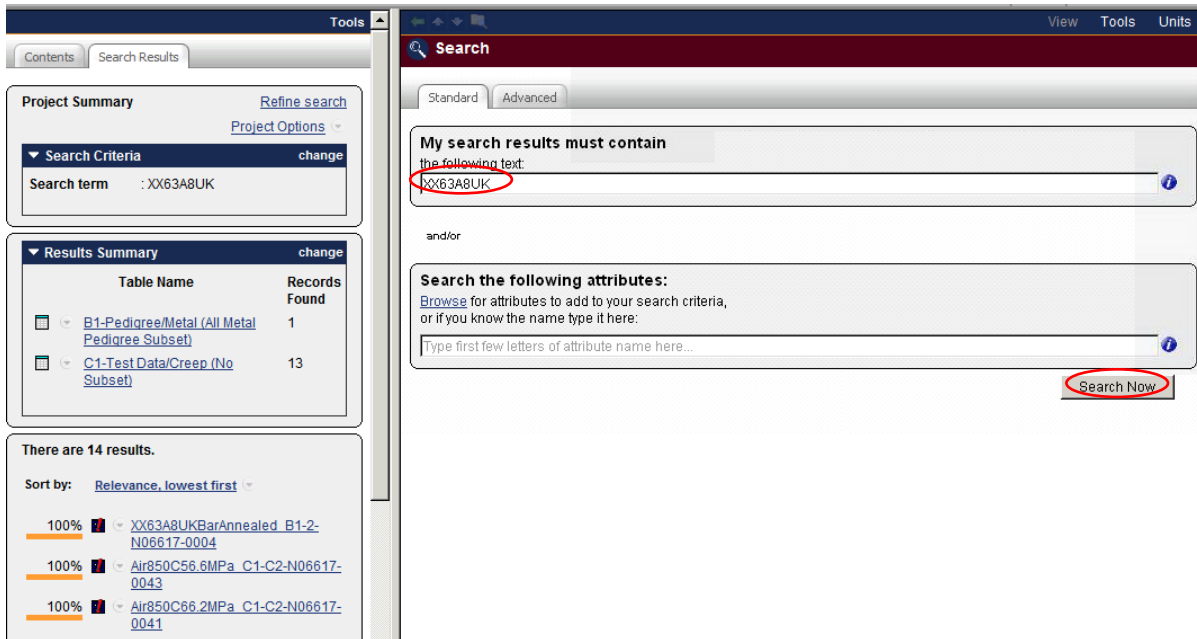 Tools
Contents Search Results
Project Summary Refine search
Project Options
Search Criteria change
Search term : XX63A8UK
Results Summary change
Table Name Records Found
B1-Pedigree/Metal (All Metal Pedigree Subset) 1
C1-Test Data/Creep (No Subset) 13
There are 14 results.
Sort by: Relevance, lowest first
100% XX63A8UKBarAnnealed_B1-2-
N06617-0004
100% Air850C56.6MPa_C1-C2-N06617-
0043
100% Air850C66.2MPa_C1-C2-N06617-
0041
View Tools Units
Search
Standard Advanced
My search results must contain
the following text:
XX63A8UK
and/or
Search the following attributes:
Browse for attributes to add to your search criteria,
or if you know the name type it here:
Type first few letters of attribute name here...
Search Now